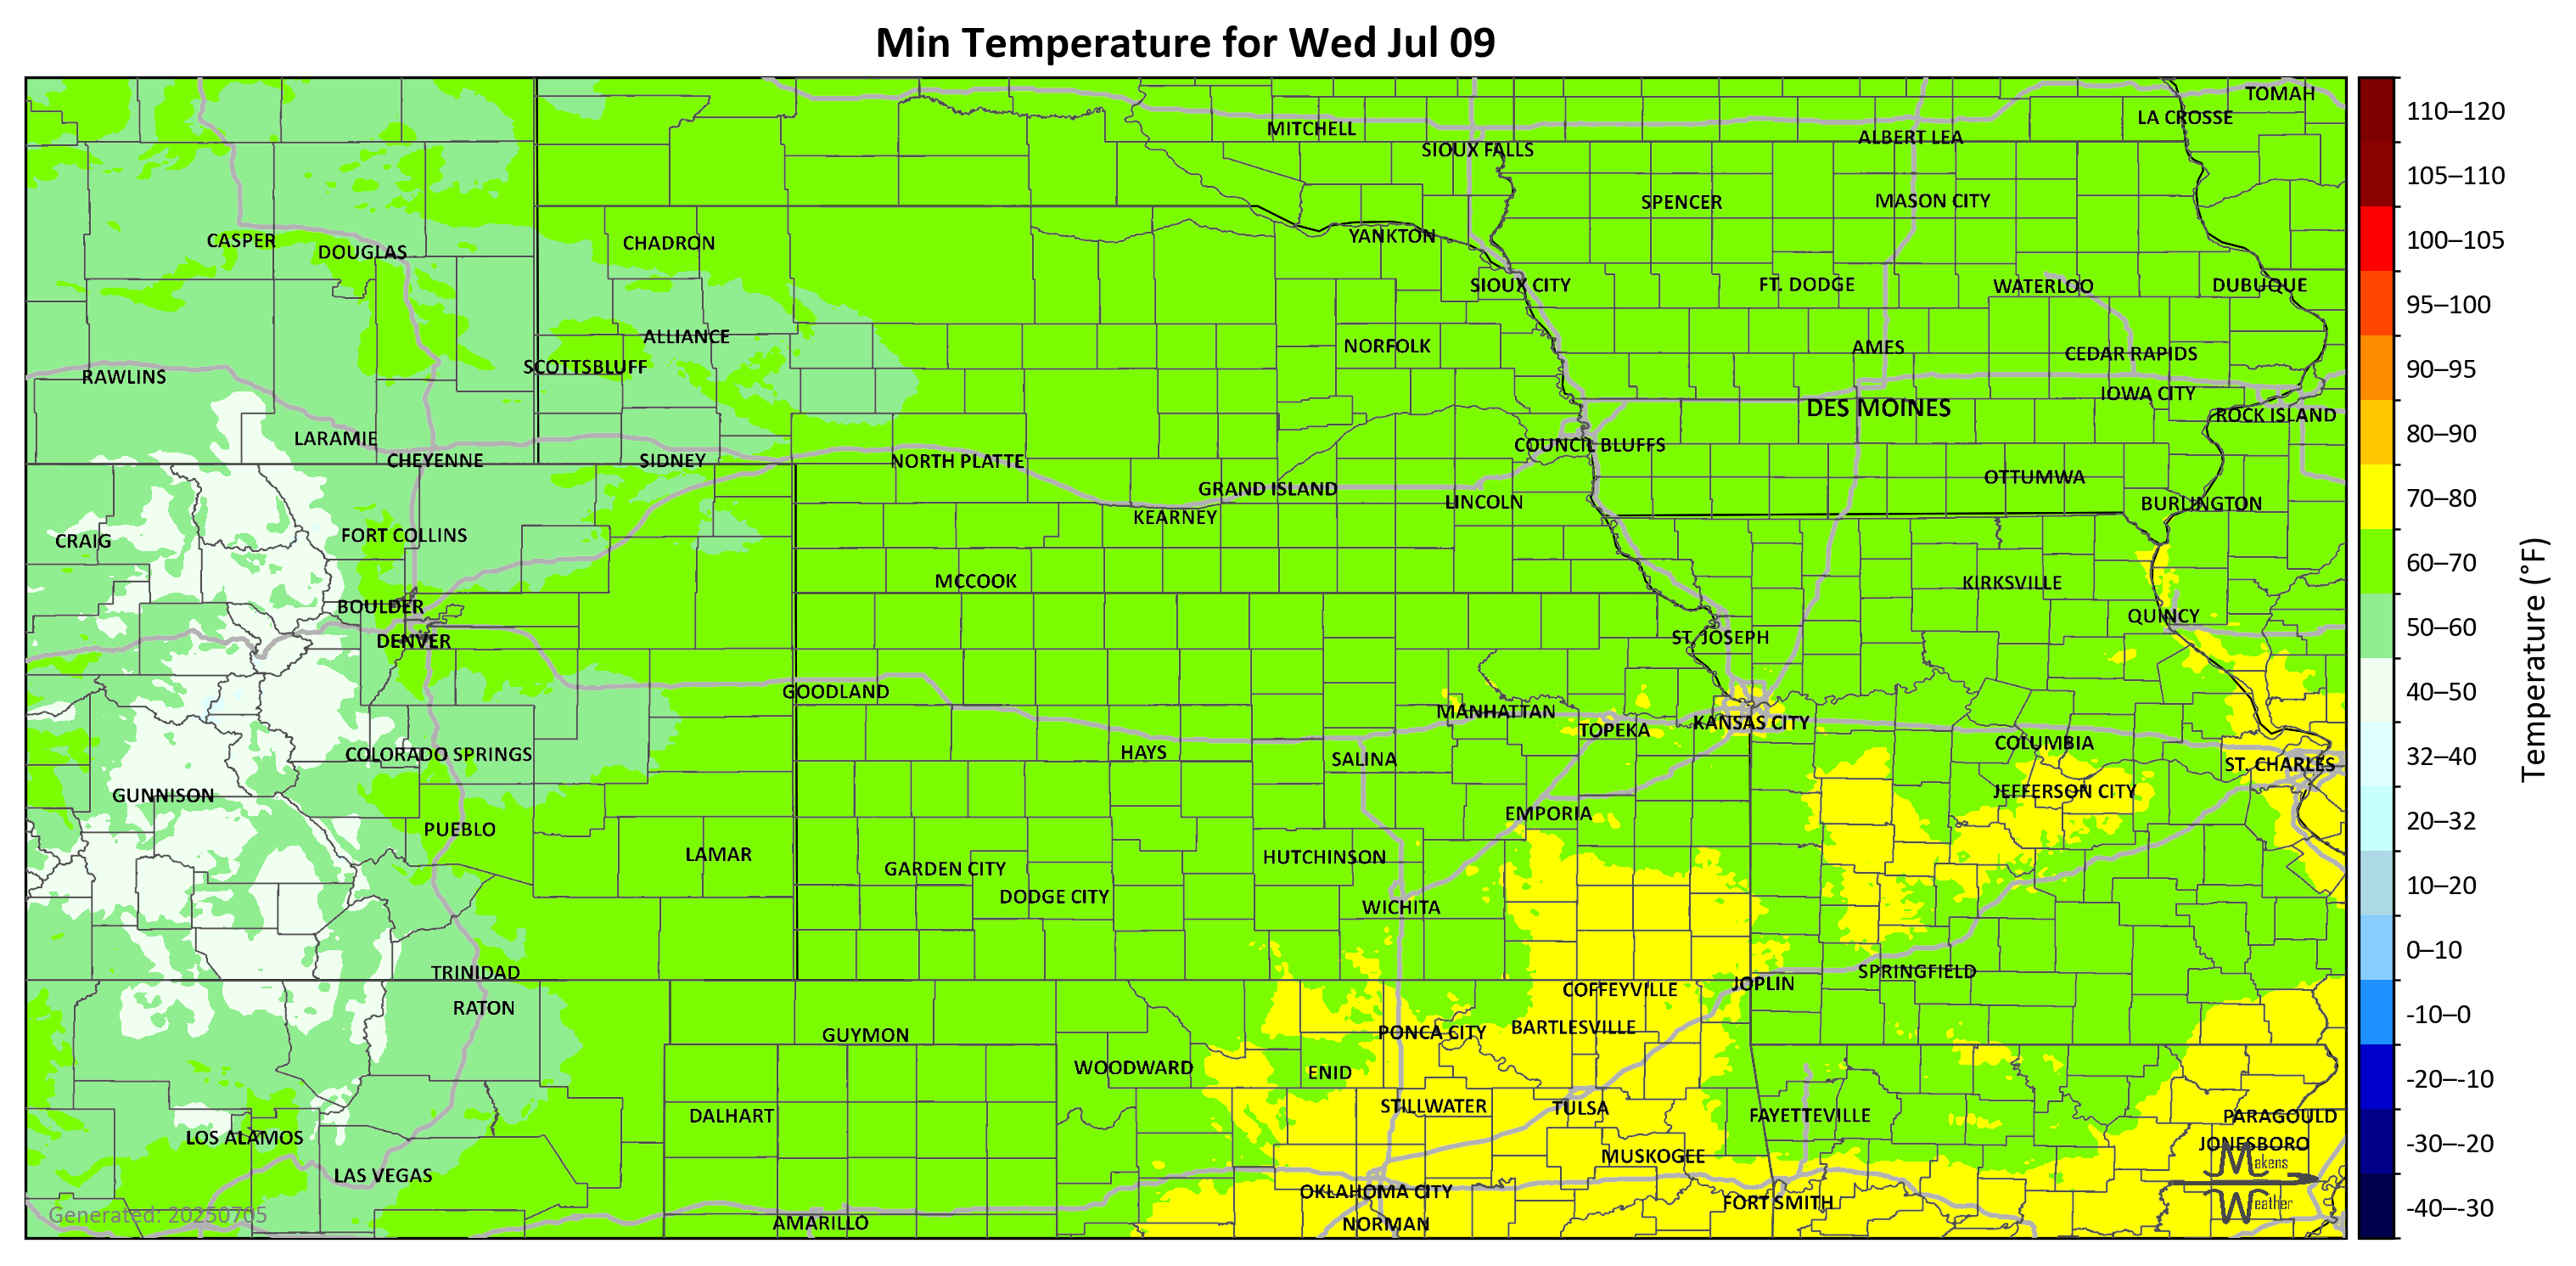 Min Temperature for Wed Jul 09
TOMAH
LA CROSSE
MITCHELL
ALBERT LEA
SIOUX FALLS
SPENCER
MASON CITY
CASPER
DOUGLAS
CHADRON
YANKTON
SIOUX CITY
FT. DODGE
WATERLOO
DUBUQUE
ALLIANCE
NORFOLK
AMES
CEDAR RAPIDS
SCOTTSBLUFF
RAWLINS
IOWA CITY
DES MOINES
ROCK ISLAND
LARAMIE
COUNCIL BLUFFS
CHEYENNE
SIDNEY
NORTH PLATTE
OTTUMWA
GRAND ISLAND
LINCOLN
BURLINGTON
KEARNEY
FORT COLLINS
CRAIG
MCCOOK
KIRKSVILLE
BOULDER
QUINCY
DENVER
ST. JOSEPH
GOODLAND
MANHATTAN
KANSAS CITY
TOPEKA
COLUMBIA
COLORADO SPRINGS
HAYS
SALINA
ST. CHARLES
GUNNISON
JEFFERSON CITY
EMPORIA
PUEBLO
LAMAR
HUTCHINSON
GARDEN CITY
DODGE CITY
WICHITA
TRINIDAD
SPRINGFIELD
JOPLIN
COFFEYVILLE
RATON
BARTLESVILLE
PONCA CITY
GUYMON
WOODWARD
ENID
STILLWATER
TULSA
DALHART
FAYETTEVILLE
PARAGOULD
LOS ALAMOS
JONESBORO
MUSKOGEE
LAS VEGAS
OKLAHOMA CITY
FORT SMITH
AMARILLO
NORMAN
Generated: 20250705
Makens
Weather
110–120
105–110
100–105
95–100
90–95
80–90
70–80
60–70
50–60
40–50
32–40
20–32
10–20
0–10
-10–0
-20–-10
-30–-20
-40–-30
Temperature (°F)